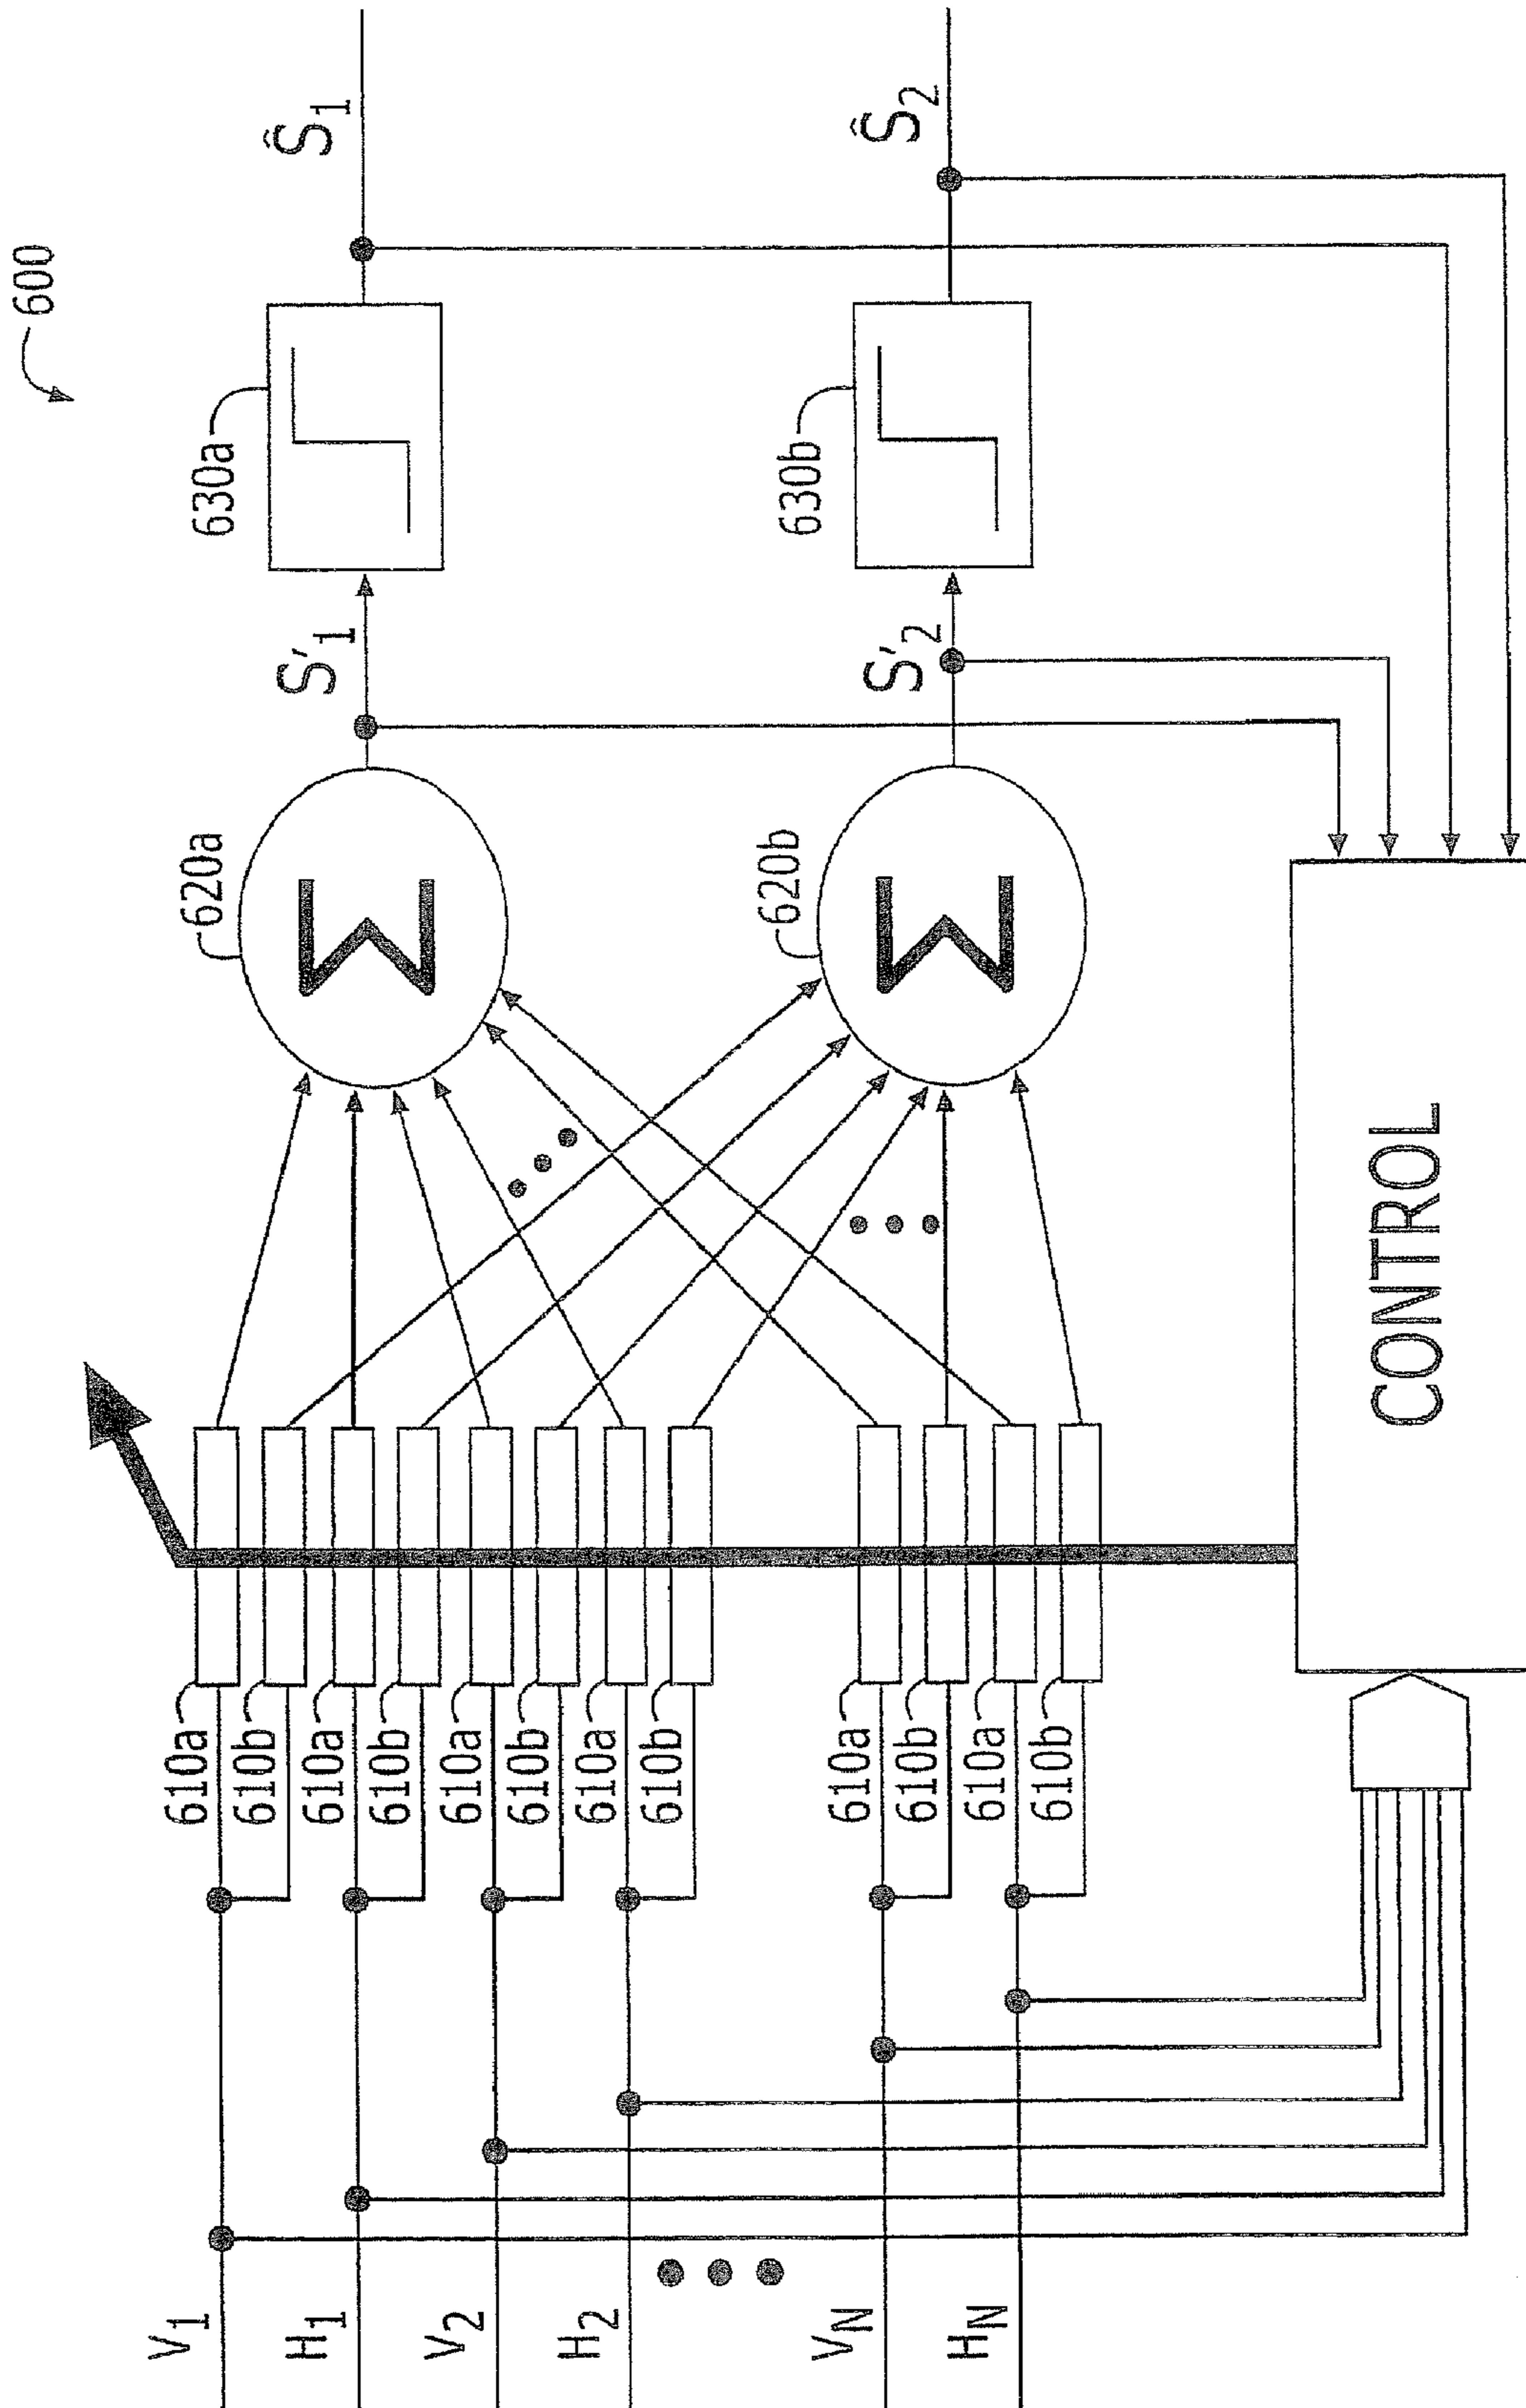 600
V1
H1
V2
H2
VN
HN
610a
610b
610a
610b
610a
610b
610a
610b
610a
610b
610a
610b
620a
Σ
620b
Σ
S'1
S'2
630a
630b
Ŝ1
Ŝ2
CONTROL